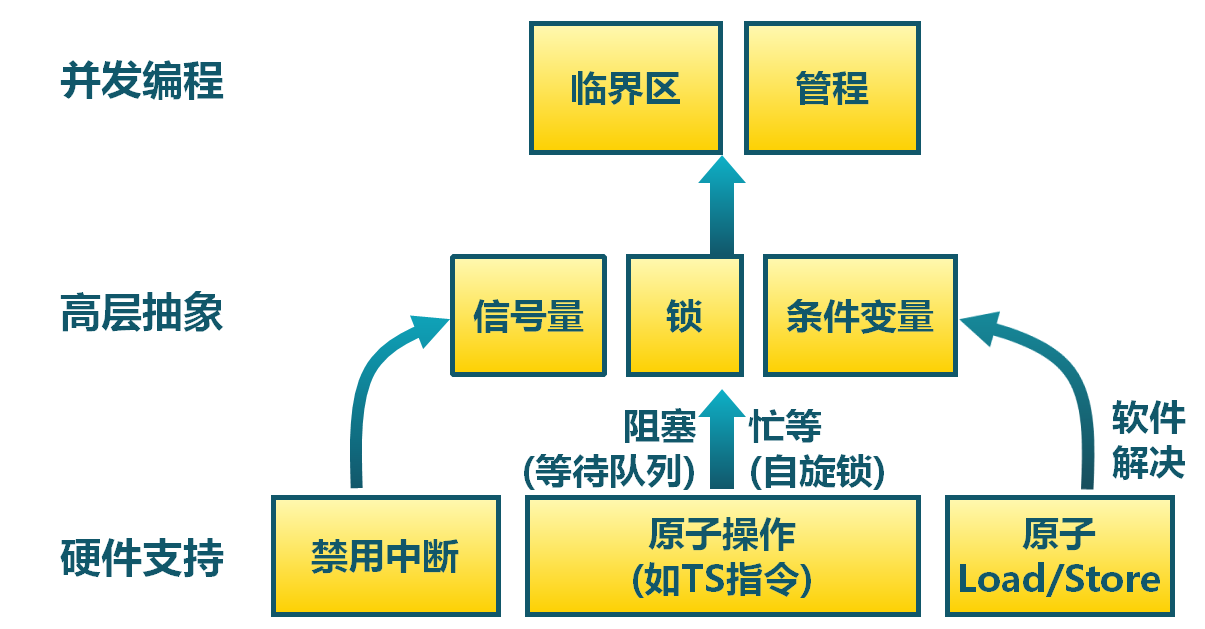 并发编程
临界区
管程
高层抽象
信号量
锁
条件变量
阻塞
(等待队列)
忙等
(自旋锁)
软件
解决
硬件支持
禁用中断
原子操作
(如TS指令)
原子
Load/Store